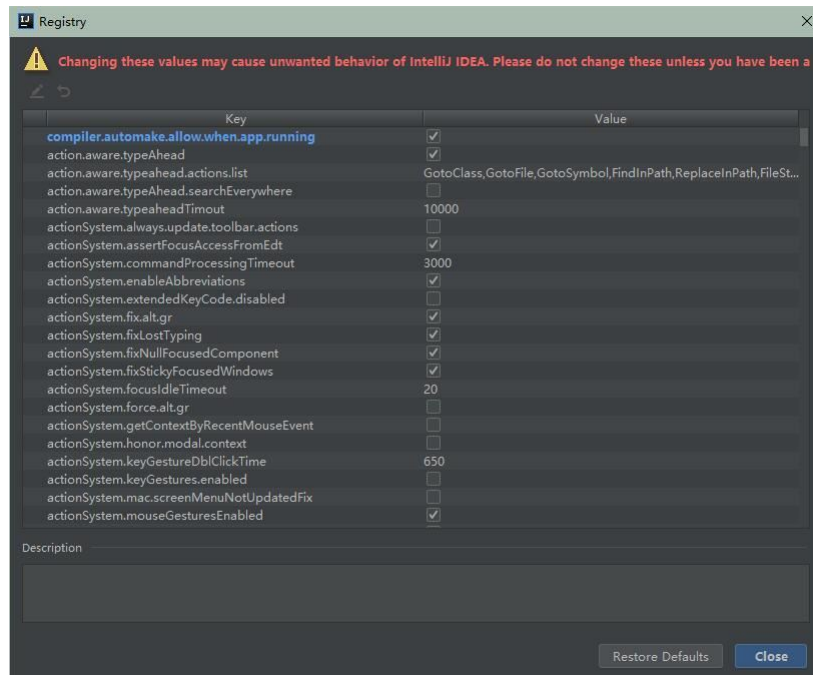 Registry
Changing these values may cause unwanted behavior of IntelliJ IDEA. Please do not change these unless you have been a
Key Value
compiler.automake.allow.when.app.running
action.aware.typeAhead
action.aware.typeahead.actions.list GotoClass,GotoFile,GotoSymbol,FindInPath,ReplaceInPath,FileSt...
action.aware.typeAhead.searchEverywhere
action.aware.typeaheadTimout 10000
actionSystem.always.update.toolbar.actions
actionSystem.assertFocusAccessFromEdt
actionSystem.commandProcessingTimeout 3000
actionSystem.enableAbbreviations
actionSystem.extendedKeyCode.disabled
actionSystem.fix.alt.gr
actionSystem.fixLostTyping
actionSystem.fixNullFocusedComponent
actionSystem.fixStickyFocusedWindows
actionSystem.focusIdleTimeout 20
actionSystem.force.alt.gr
actionSystem.getContextByRecentMouseEvent
actionSystem.honor.modal.context
actionSystem.keyGestureDblClickTime 650
actionSystem.keyGestures.enabled
actionSystem.mac.screenMenuNotUpdatedFix
actionSystem.mouseGesturesEnabled
Description
Restore Defaults Close